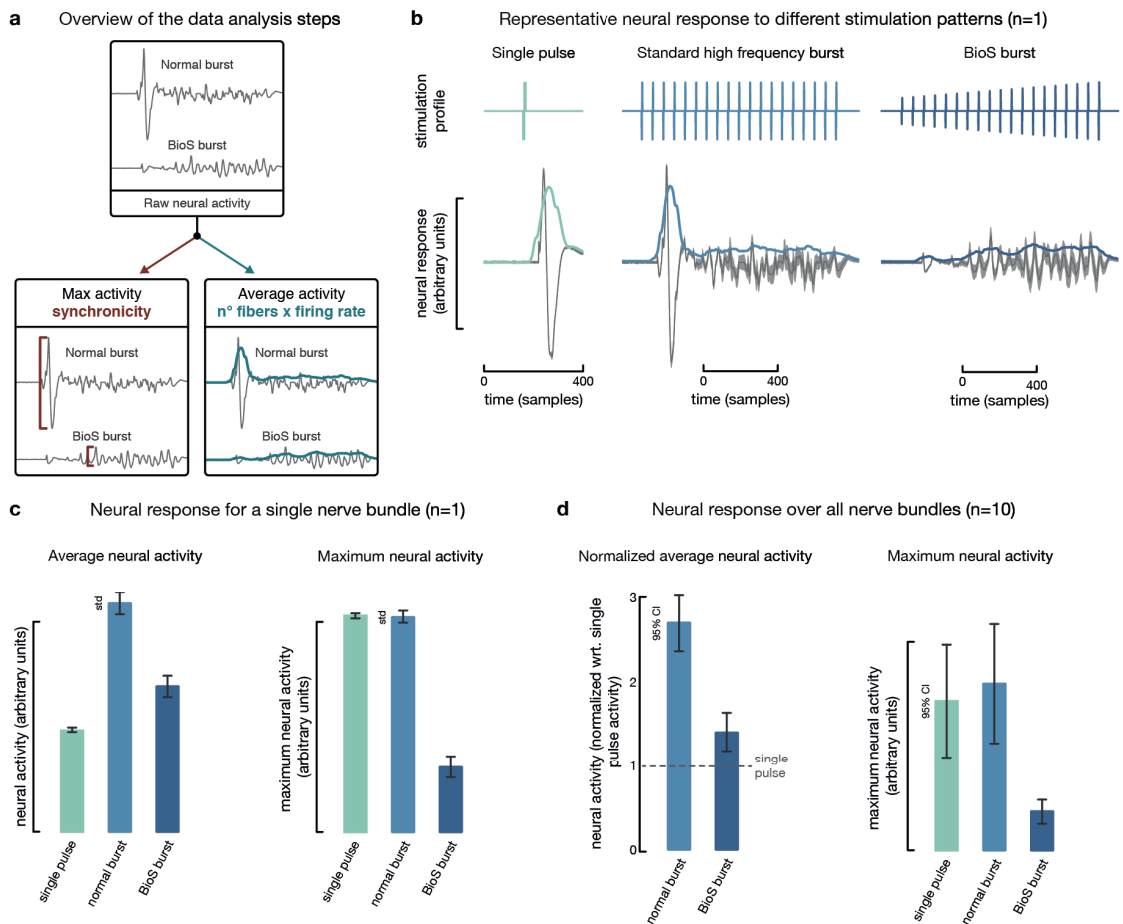 a Overview of the data analysis steps
Normal burst
BioS burst
Raw neural activity
Max activity
synchronicity
Normal burst
BioS burst
Average activity
n° fibers x firing rate
Normal burst
BioS burst
b Representative neural response to different stimulation patterns (n=1)
Single pulse
Standard high frequency burst
BioS burst
stimulation
profile
neural response
(arbitrary units)
0 400
time (samples)
0 400
time (samples)
0 400
time (samples)
c Neural response for a single nerve bundle (n=1)
Average neural activity
neural activity (arbitrary units)
std
single pulse
normal burst
BioS burst
Maximum neural activity
maximum neural activity
(arbitrary units)
std
single pulse
normal burst
BioS burst
d Neural response over all nerve bundles (n=10)
Normalized average neural activity
neural activity (normalized wrt. single
pulse activity)
3
2
1
0
95% CI
single
pulse
normal burst
BioS burst
Maximum neural activity
maximum neural activity
(arbitrary units)
95% CI
single pulse
normal burst
BioS burst